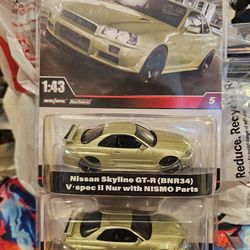 1:43
5
Nissan Skyline GT-R (BNR34)
V·spec II Nur with NISMO Parts
Reduce. Recy